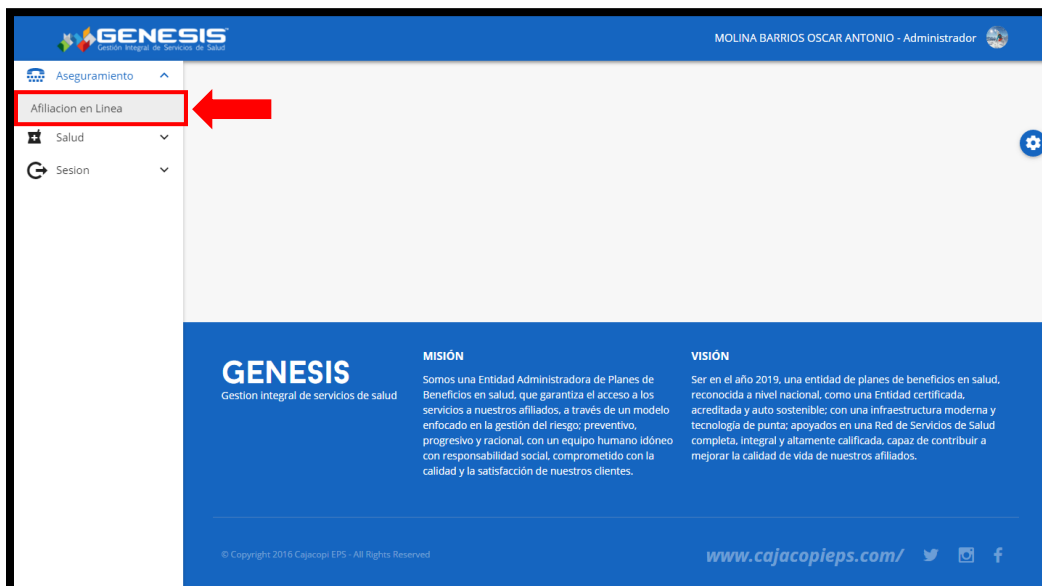 GENESIS
Gestión Integral de Servicios de Salud
MOLINA BARRIOS OSCAR ANTONIO - Administrador
Aseguramiento
Afiliacion en Linea
Salud
Sesion
GENESIS
Gestion integral de servicios de salud
MISIÓN
Somos una Entidad Administradora de Planes de
Beneficios en salud, que garantiza el acceso a los
servicios a nuestros afiliados, a través de un modelo
enfocado en la gestión del riesgo; preventivo,
progresivo y racional, con un equipo humano idóneo
con responsabilidad social, comprometido con la
calidad y la satisfacción de nuestros clientes.
VISIÓN
Ser en el año 2019, una entidad de planes de beneficios en salud,
reconocida a nivel nacional, como una Entidad certificada,
acreditada y auto sostenible; con una infraestructura moderna y
tecnología de punta; apoyados en una Red de Servicios de Salud
completa, integral y altamente calificada, capaz de contribuir a
mejorar la calidad de vida de nuestros afiliados.
© Copyright 2016 Cajacopi EPS - All Rights Reserved
www.cajacopieps.com/